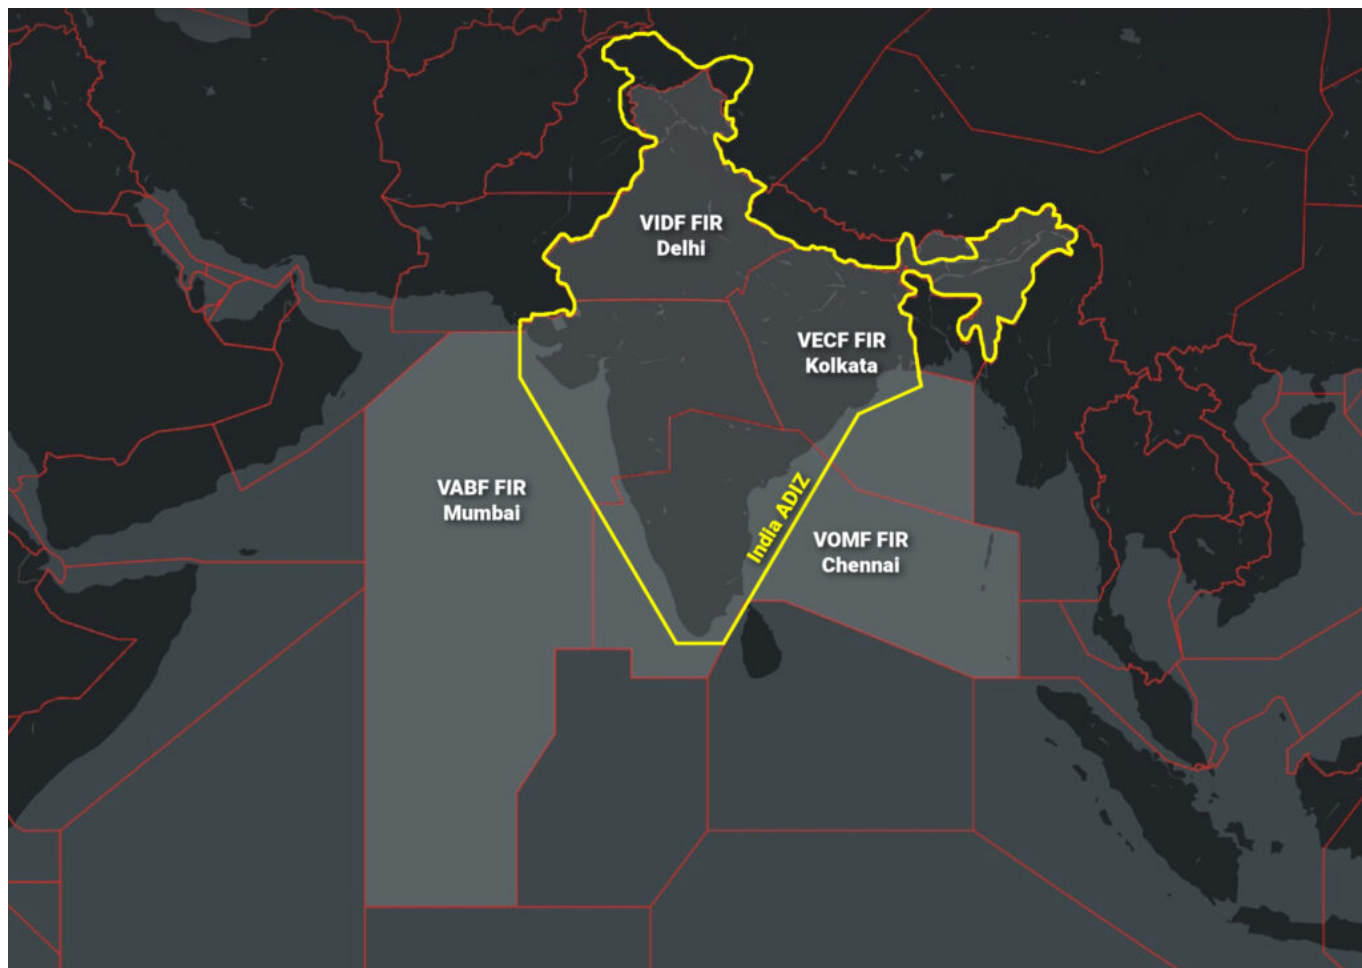 VIDF FIR
Delhi
VECF FIR
Kolkata
VABF FIR
Mumbai
India ADIZ
VOMF FIR
Chennai